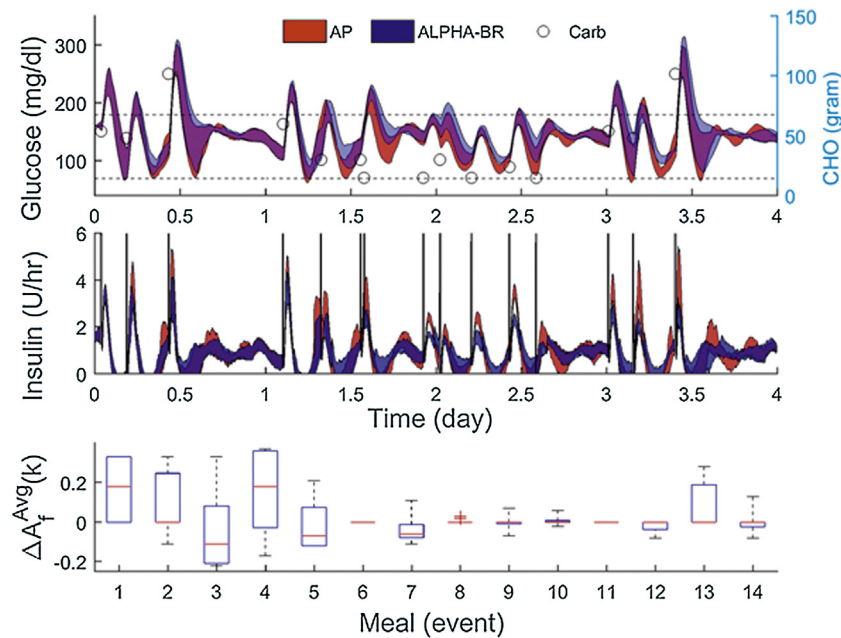 AP ALPHA-BR Carb
Glucose (mg/dl)
300
200
100
150
100
50
0
CHO (gram)
0 0.5 1 1.5 2 2.5 3 3.5 4
Insulin (U/hr)
6
4
2
0
0 0.5 1 1.5 2 2.5 3 3.5 4
Time (day)
ΔA_f^Avg(k)
0.2
0
-0.2
1 2 3 4 5 6 7 8 9 10 11 12 13 14
Meal (event)